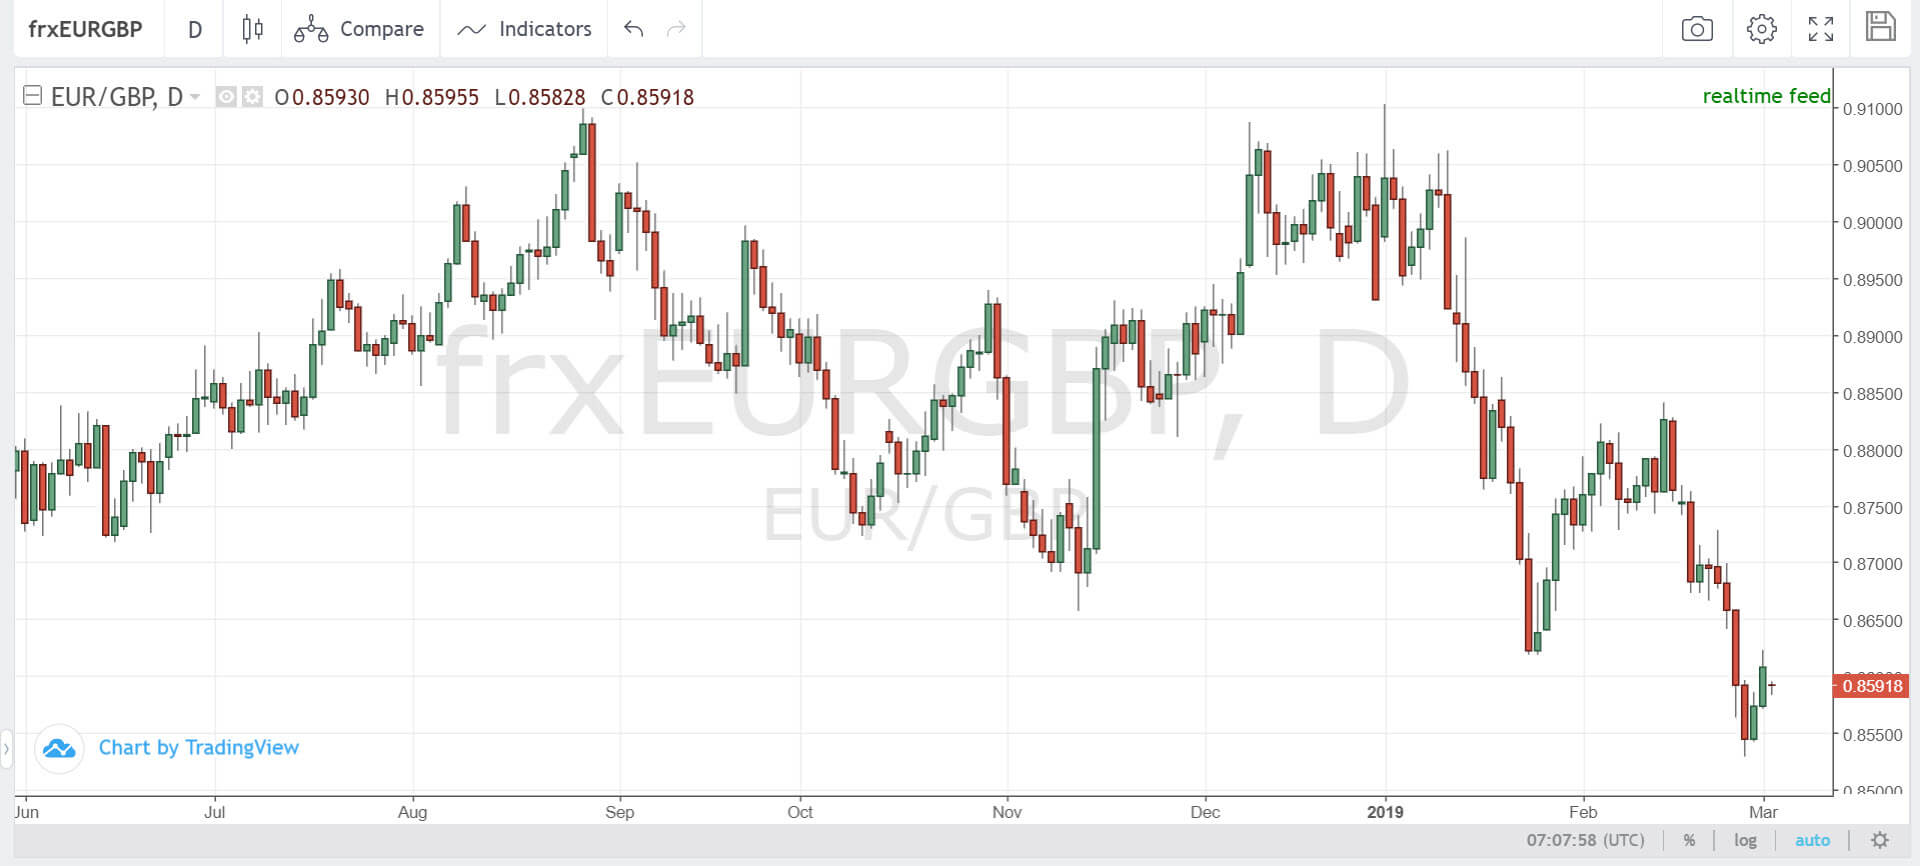 frxEURGBP D Compare Indicators
EUR/GBP, D O0.85930 H0.85955 L0.85828 C0.85918
realtime feed
0.91000
0.90500
0.90000
0.89500
0.89000
0.88500
0.88000
0.87500
0.87000
0.86500
0.85918
0.85500
0.85000
frxEURGBP, D
EUR/GBP
Chart by TradingView
Jun Jul Aug Sep Oct Nov Dec 2019 Feb Mar
07:07:58 (UTC) % log auto